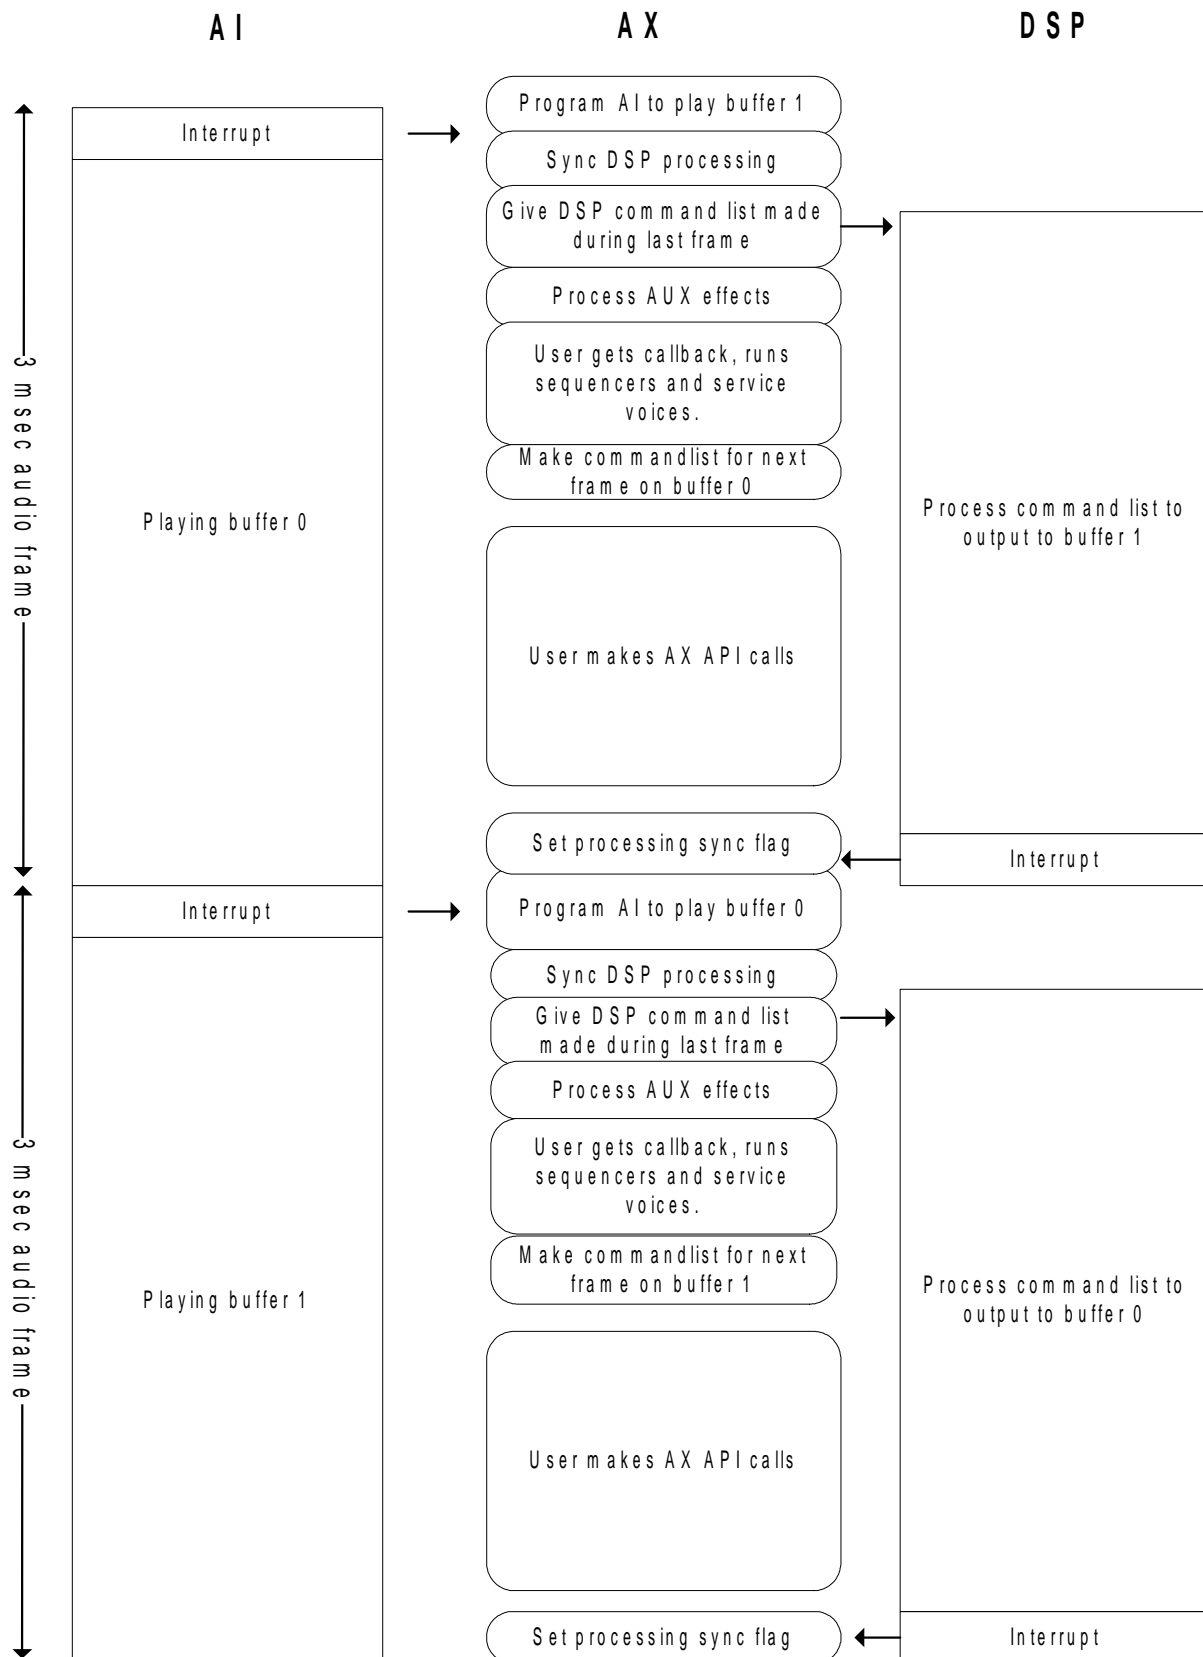 AI
AX
DSP
Program AI to play buffer 1
Interrupt
Sync DSP processing
Give DSP command list made
during last frame
Process AUX effects
User gets callback, runs
sequencers and service
voices.
Make commandlist for next
frame on buffer 0
3 msec audio frame
Playing buffer 0
Process command list to
output to buffer 1
User makes AX API calls
Set processing sync flag
Interrupt
Interrupt
Program AI to play buffer 0
Sync DSP processing
Give DSP command list
made during last frame
Process AUX effects
User gets callback, runs
sequencers and service
voices.
Make commandlist for next
frame on buffer 1
3 msec audio frame
Playing buffer 1
Process command list to
output to buffer 0
User makes AX API calls
Set processing sync flag
Interrupt